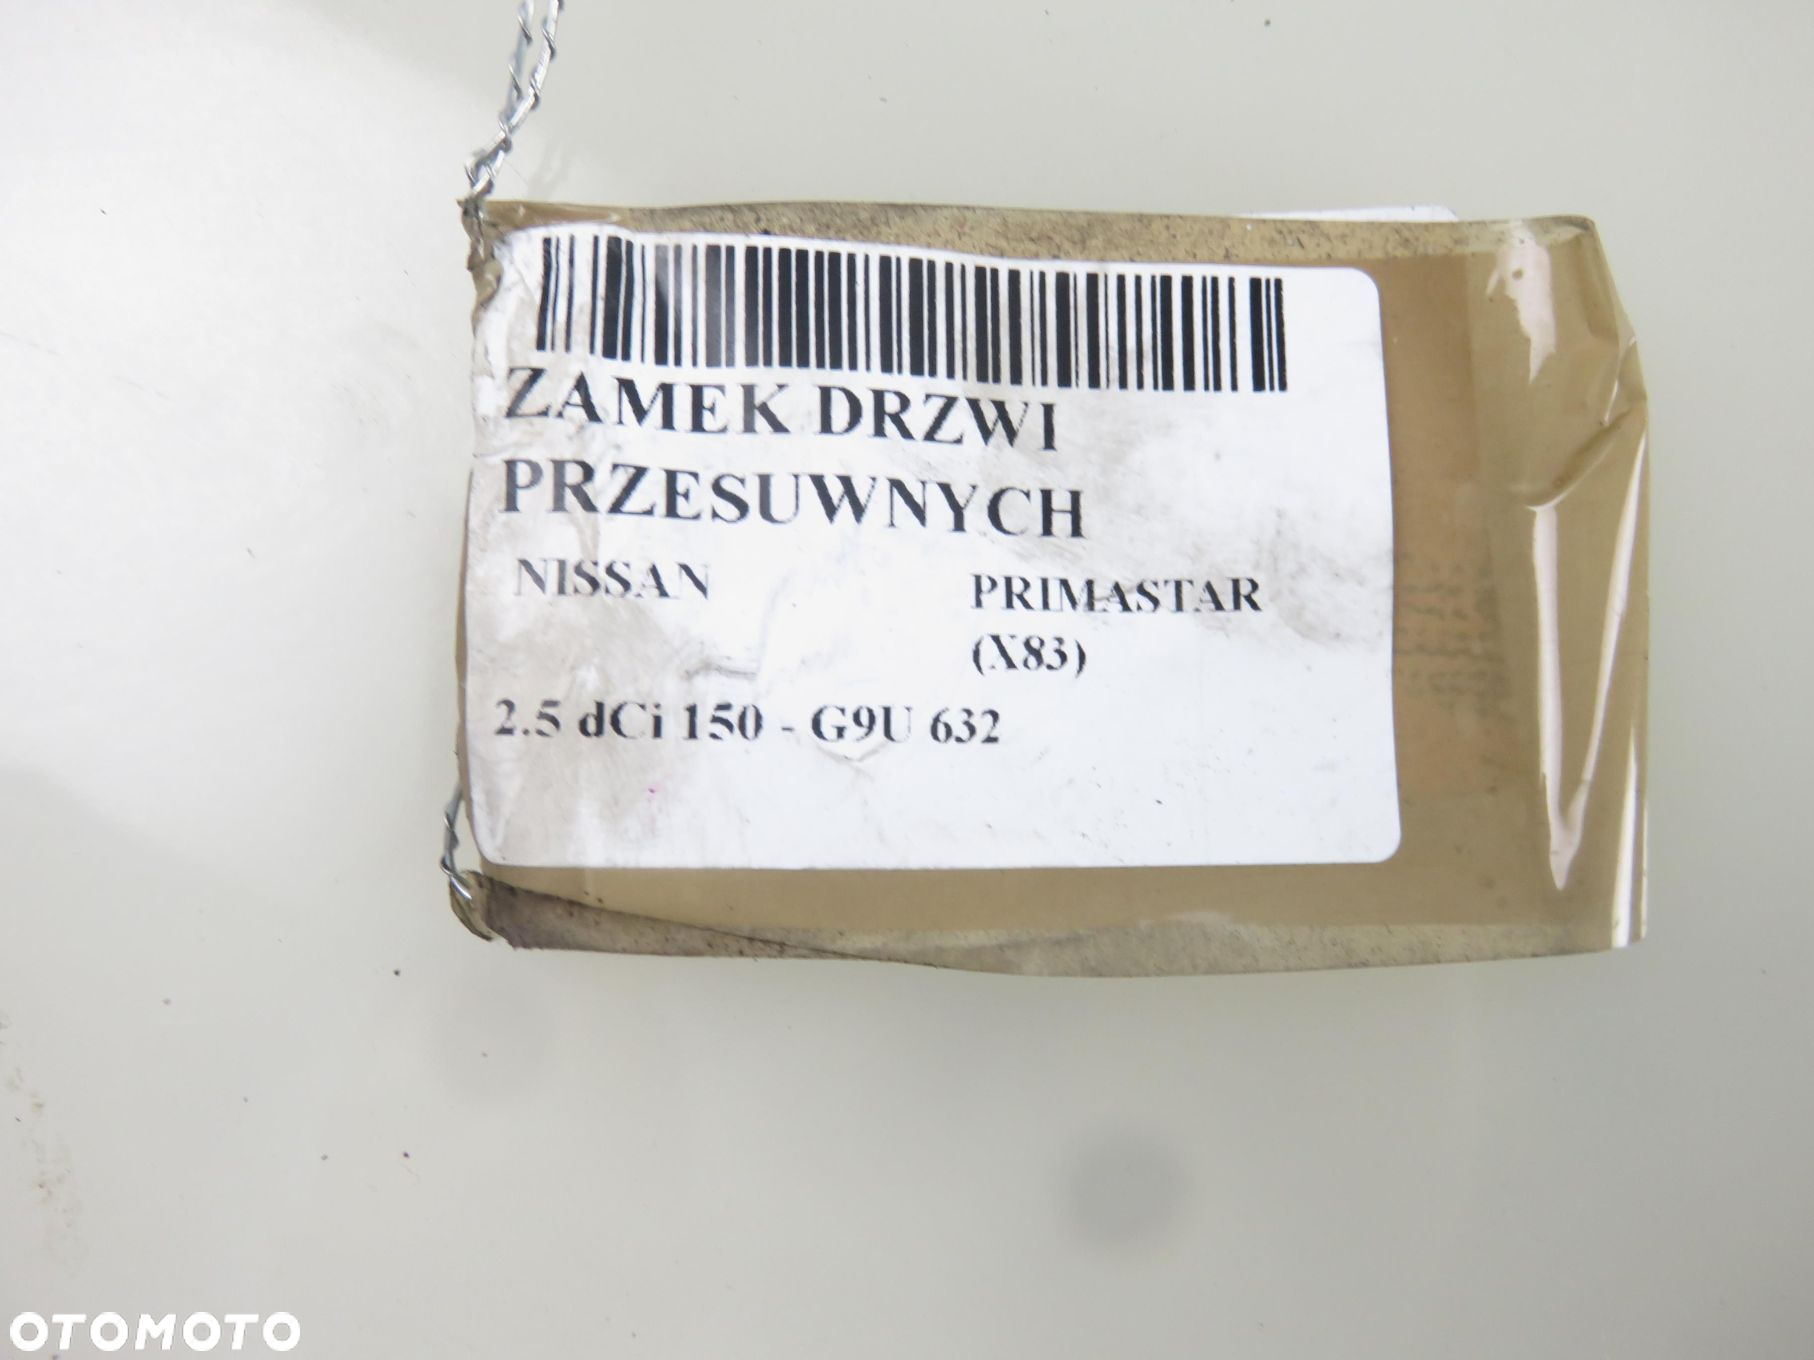 ZAMEK DRZWI
PRZESUWNYCH
NISSAN PRIMASTAR
(X83)
2.5 dCi 150 - G9U 632
OTOMOTO